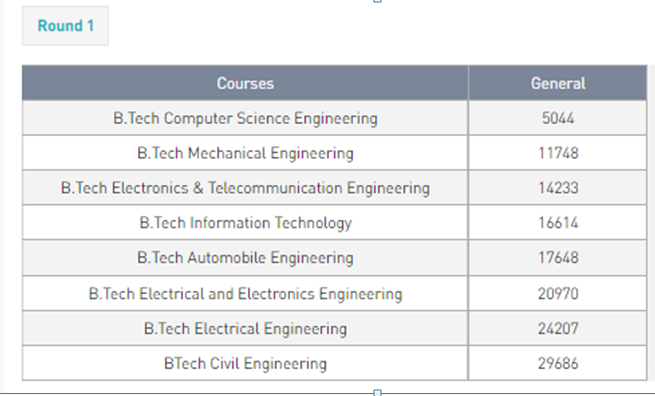 Round 1
Courses General
B.Tech Computer Science Engineering 5044
B.Tech Mechanical Engineering 11748
B.Tech Electronics & Telecommunication Engineering 14233
B.Tech Information Technology 16614
B.Tech Automobile Engineering 17648
B.Tech Electrical and Electronics Engineering 20970
B.Tech Electrical Engineering 24207
BTech Civil Engineering 29686